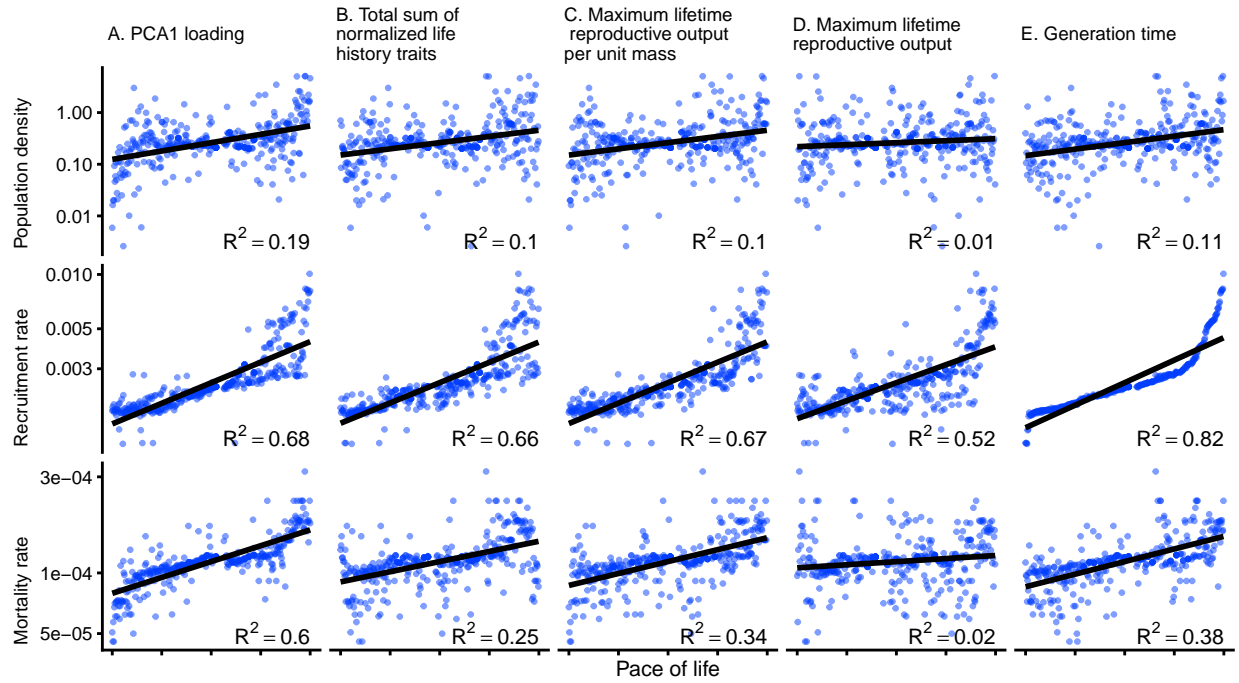 A. PCA1 loading
B. Total sum of
normalized life
history traits
C. Maximum lifetime
reproductive output
per unit mass
D. Maximum lifetime
reproductive output
E. Generation time
Population density
1.00
0.10
0.01
R² = 0.19
R² = 0.1
R² = 0.1
R² = 0.01
R² = 0.11
Recruitment rate
0.010
0.005
0.003
R² = 0.68
R² = 0.66
R² = 0.67
R² = 0.52
R² = 0.82
Mortality rate
3e−04
1e−04
5e−05
R² = 0.6
R² = 0.25
R² = 0.34
R² = 0.02
R² = 0.38
Pace of life